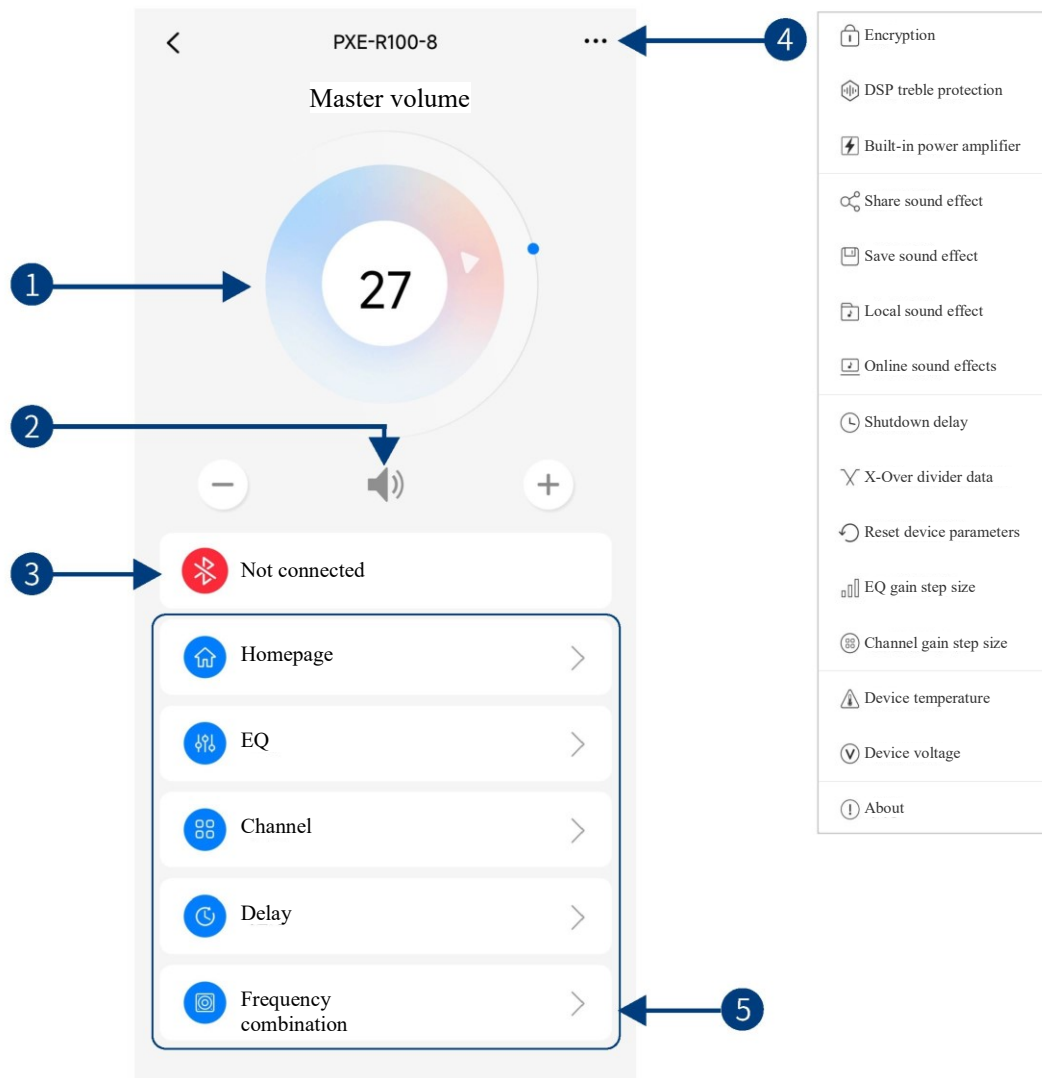 PXE-R100-8
4
Master volume
1
27
2
3
Not connected
Homepage
EQ
Channel
Delay
Frequency
combination
5
Encryption
DSP treble protection
Built-in power amplifier
Share sound effect
Save sound effect
Local sound effect
Online sound effects
Shutdown delay
X-Over divider data
Reset device parameters
EQ gain step size
Channel gain step size
Device temperature
Device voltage
About